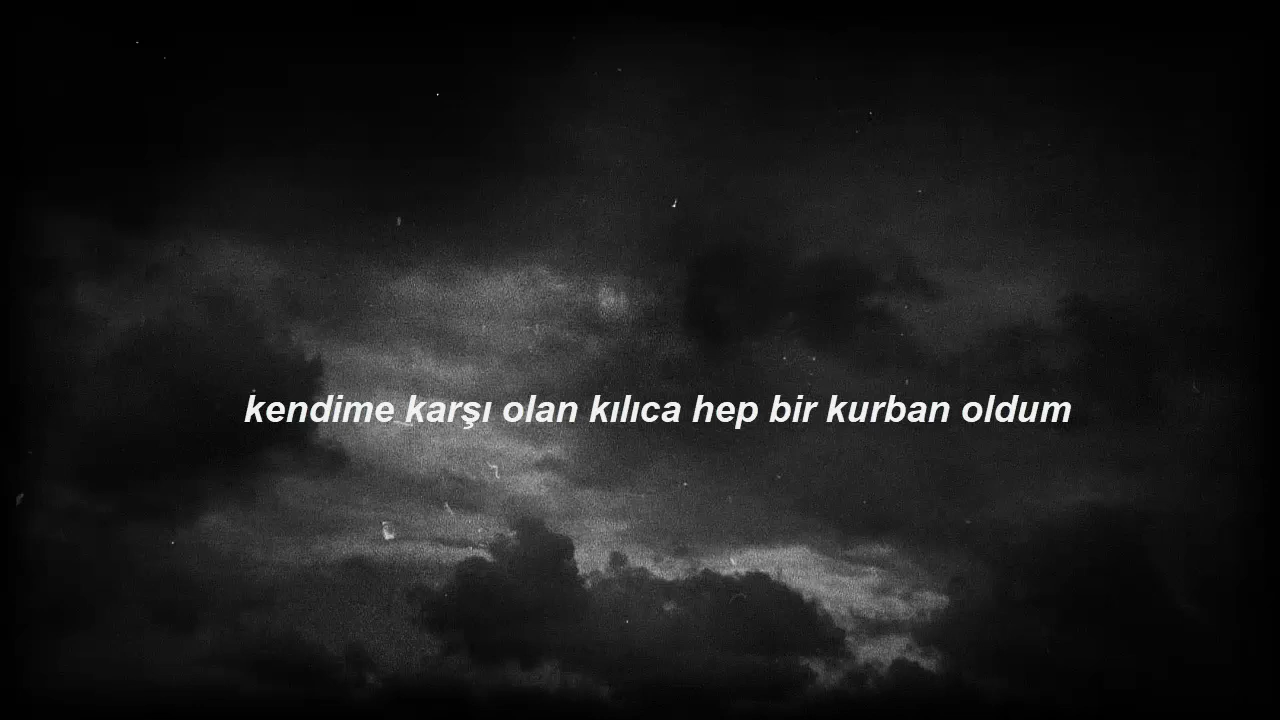 kendime karşı olan kılıca hep bir kurban oldum